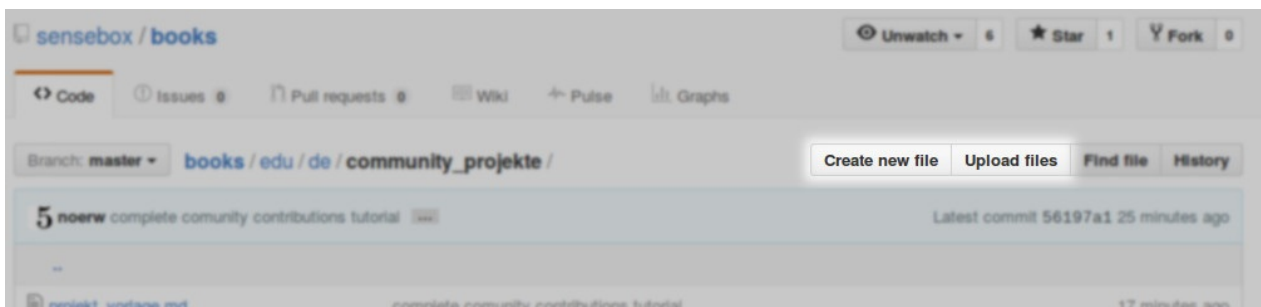 sensebox / books
Unwatch 6 Star 1 Fork 0
Code Issues 0 Pull requests 0 Wiki Pulse Graphs
Branch: master books / edu / de / community_projekte / Create new file Upload files Find file History
noerw complete comunity contributions tutorial ... Latest commit 56197a1 25 minutes ago
..
projekt_vorlage.md complete comunity contributions tutorial 17 minutes ago